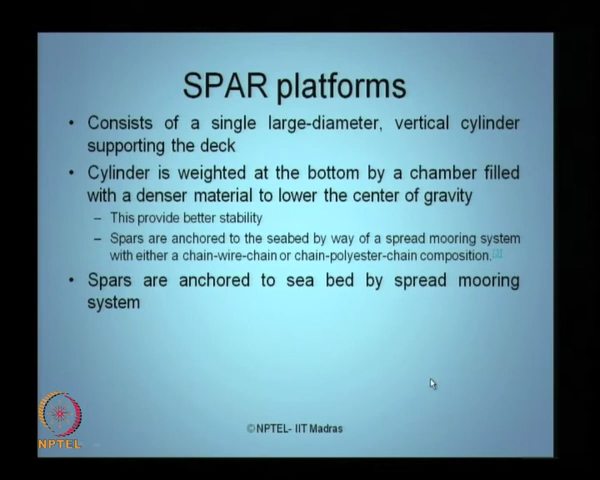 SPAR platforms
• Consists of a single large-diameter, vertical cylinder
supporting the deck
• Cylinder is weighted at the bottom by a chamber filled
with a denser material to lower the center of gravity
– This provide better stability
– Spars are anchored to the seabed by way of a spread mooring system
with either a chain-wire-chain or chain-polyester-chain composition.
• Spars are anchored to sea bed by spread mooring
system
NPTEL
©NPTEL- IIT Madras